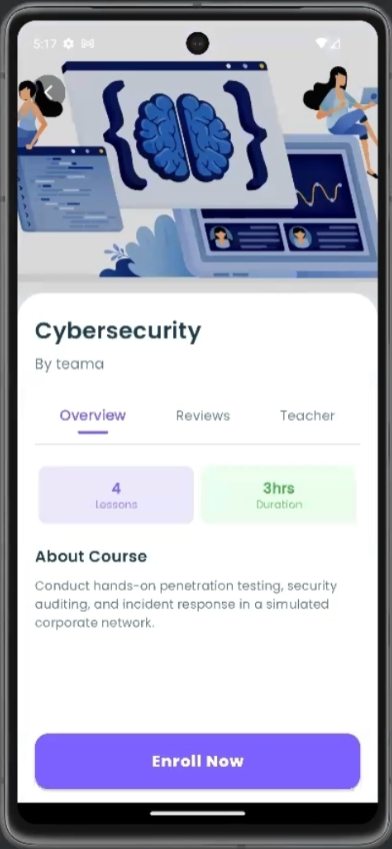 5:17
Cybersecurity
By teama
Overview
Reviews
Teacher
4
Lessons
3hrs
Duration
About Course
Conduct hands-on penetration testing, security
auditing, and incident response in a simulated
corporate network.
Enroll Now